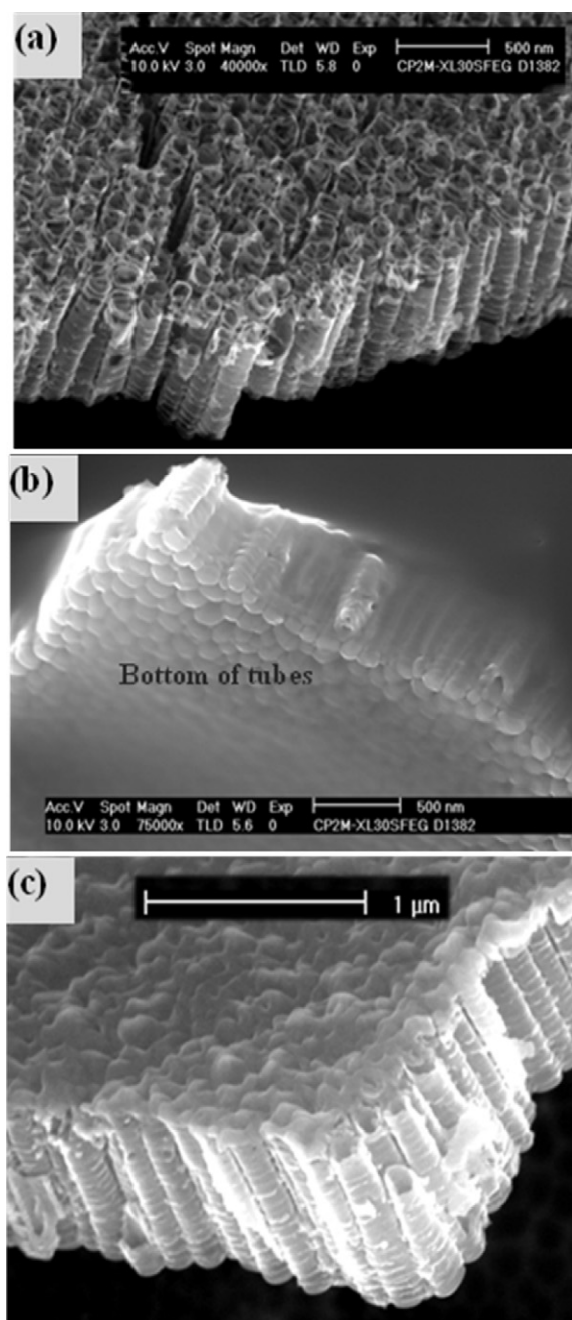 (a)
Acc.V Spot Magn Det WD Exp 500 nm
10.0 kV 3.0 40000x TLD 5.8 0 CP2M-XL30SFEG D1382
(b)
Bottom of tubes
Acc.V Spot Magn Det WD Exp 500 nm
10.0 kV 3.0 75000x TLD 5.6 0 CP2M-XL30SFEG D1382
(c)
1 µm